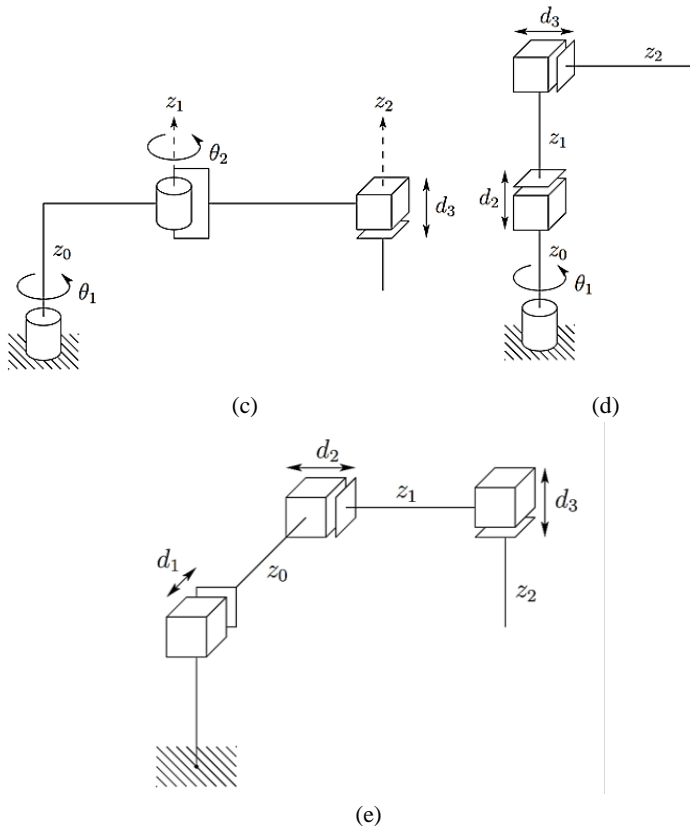 z₁
θ₂
z₂
d₃
z₀
θ₁
(c)
d₃
z₂
z₁
d₂
z₀
θ₁
(d)
d₂
z₁
d₃
d₁
z₀
z₂
(e)